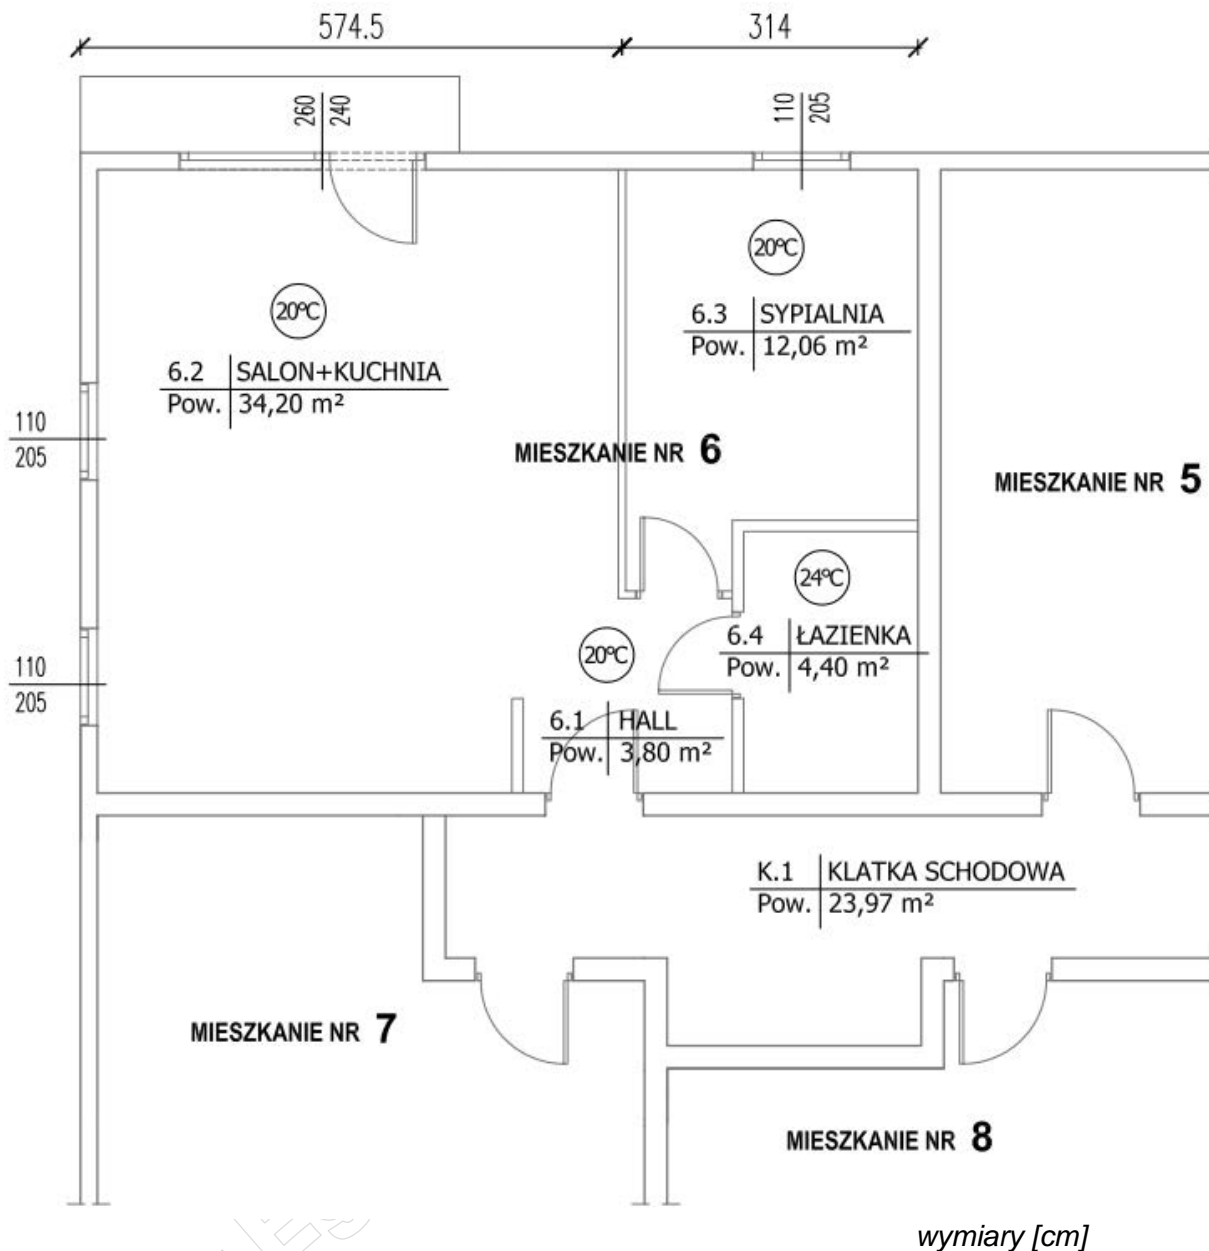 574.5
314
260
240
110
205
20°C
6.3 SYPIALNIA
Pow. 12,06 m²
20°C
6.2 SALON+KUCHNIA
Pow. 34,20 m²
110
205
MIESZKANIE NR 6
MIESZKANIE NR 5
24°C
6.4 ŁAZIENKA
Pow. 4,40 m²
20°C
110
205
6.1 HALL
Pow. 3,80 m²
K.1 KLATKA SCHODOWA
Pow. 23,97 m²
MIESZKANIE NR 7
MIESZKANIE NR 8
wymiary [cm]